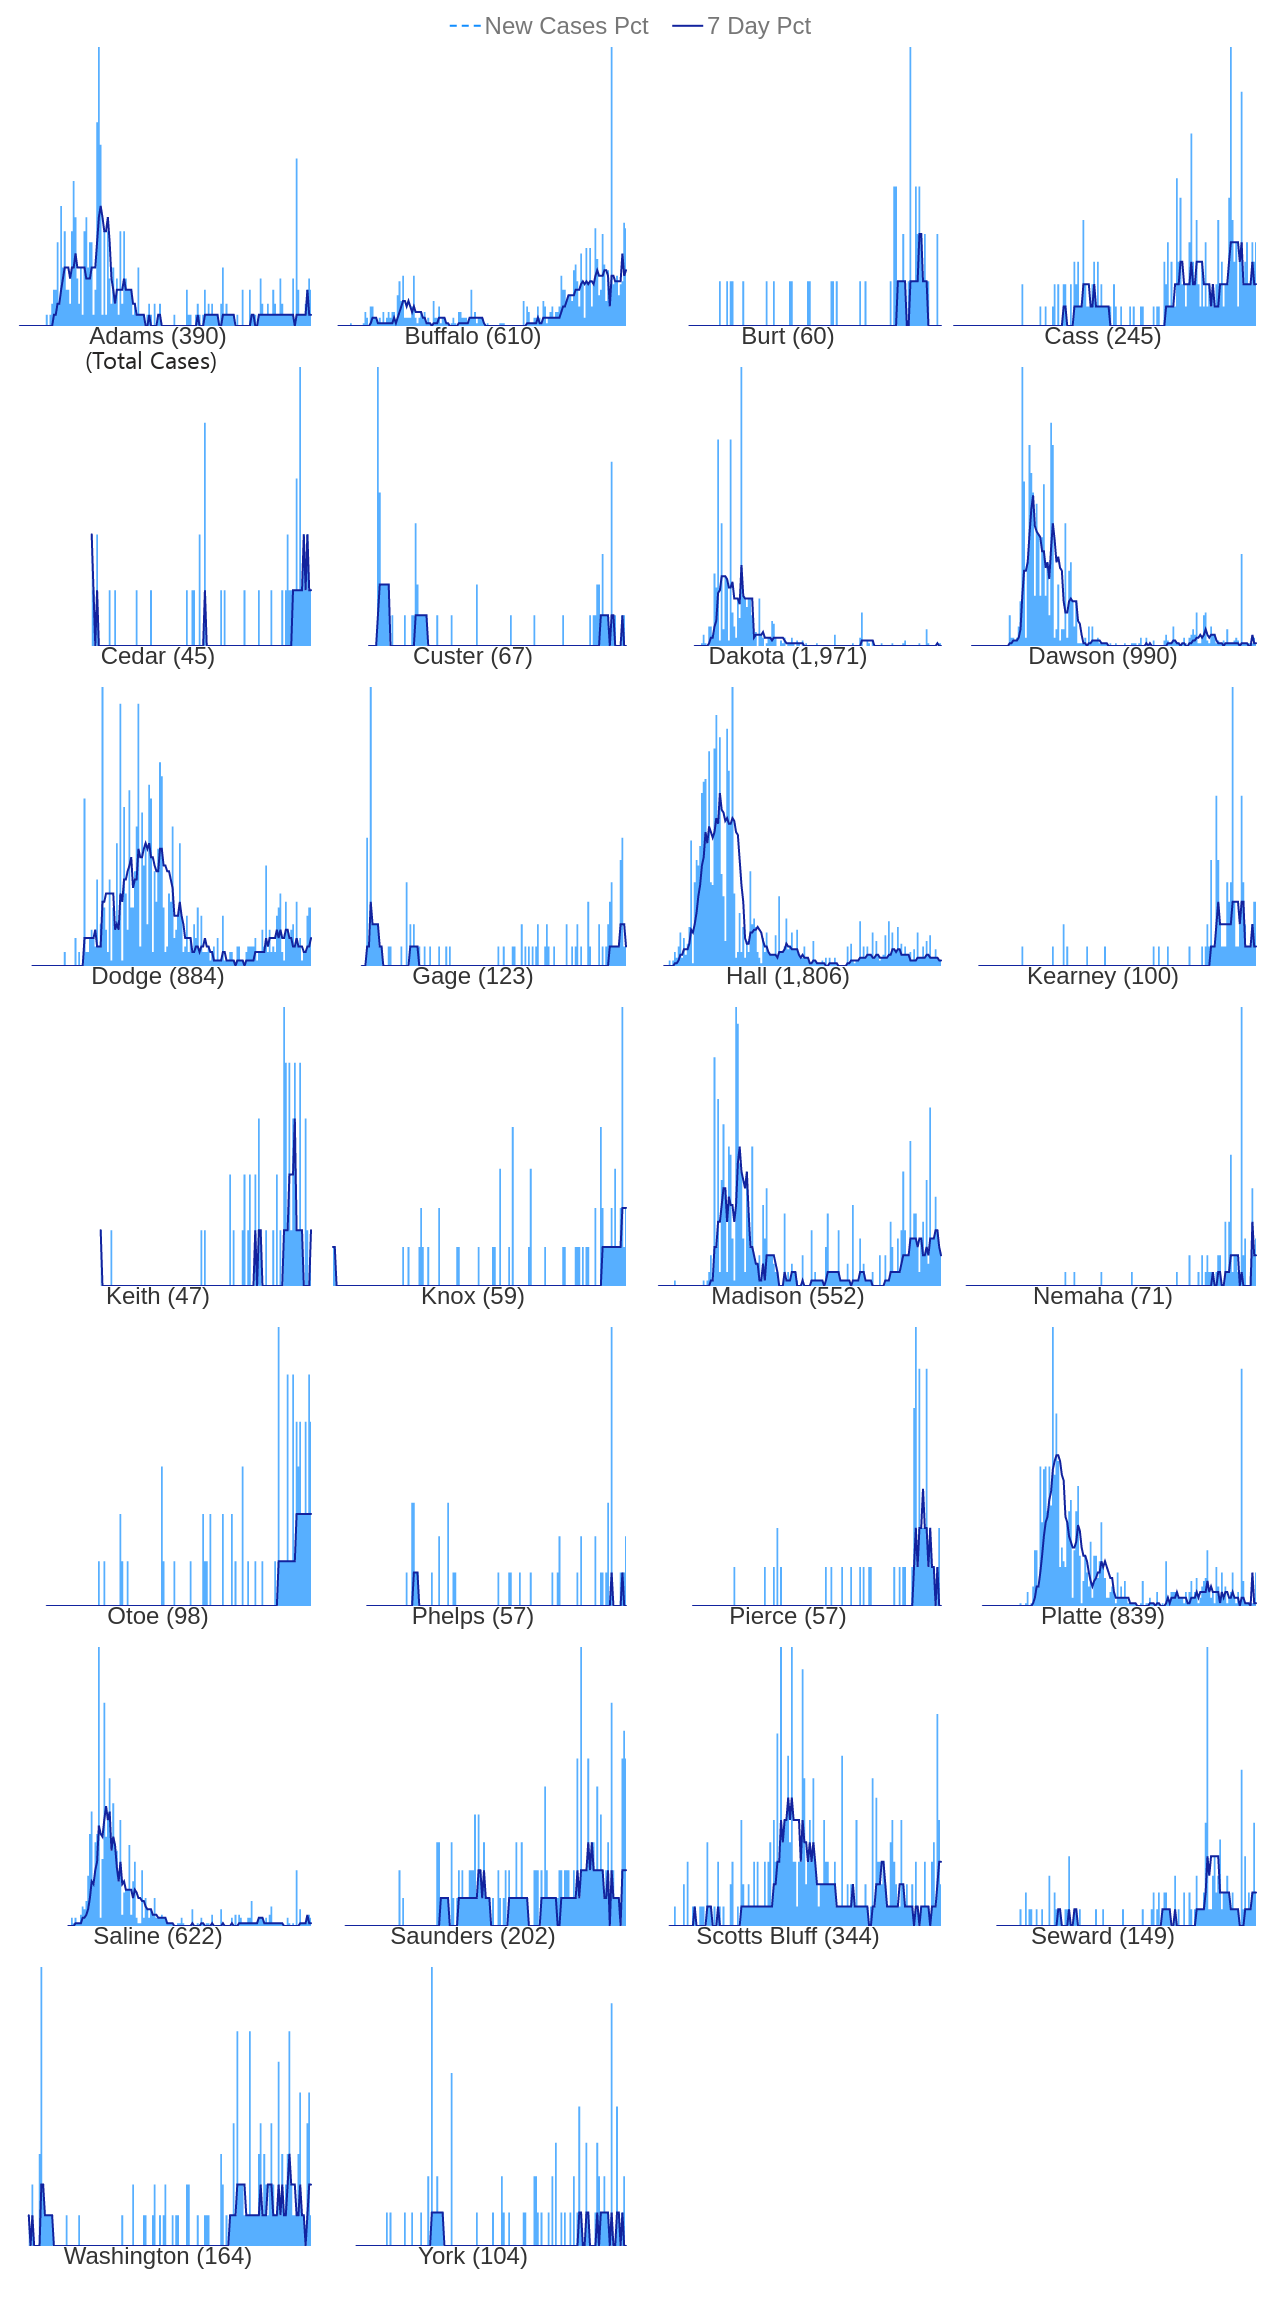 New Cases Pct 7 Day Pct
Adams (390) Buffalo (610) Burt (60) Cass (245)
(Total Cases)
Cedar (45) Custer (67) Dakota (1,971) Dawson (990)
Dodge (884) Gage (123) Hall (1,806) Kearney (100)
Keith (47) Knox (59) Madison (552) Nemaha (71)
Otoe (98) Phelps (57) Pierce (57) Platte (839)
Saline (622) Saunders (202) Scotts Bluff (344) Seward (149)
Washington (164) York (104)